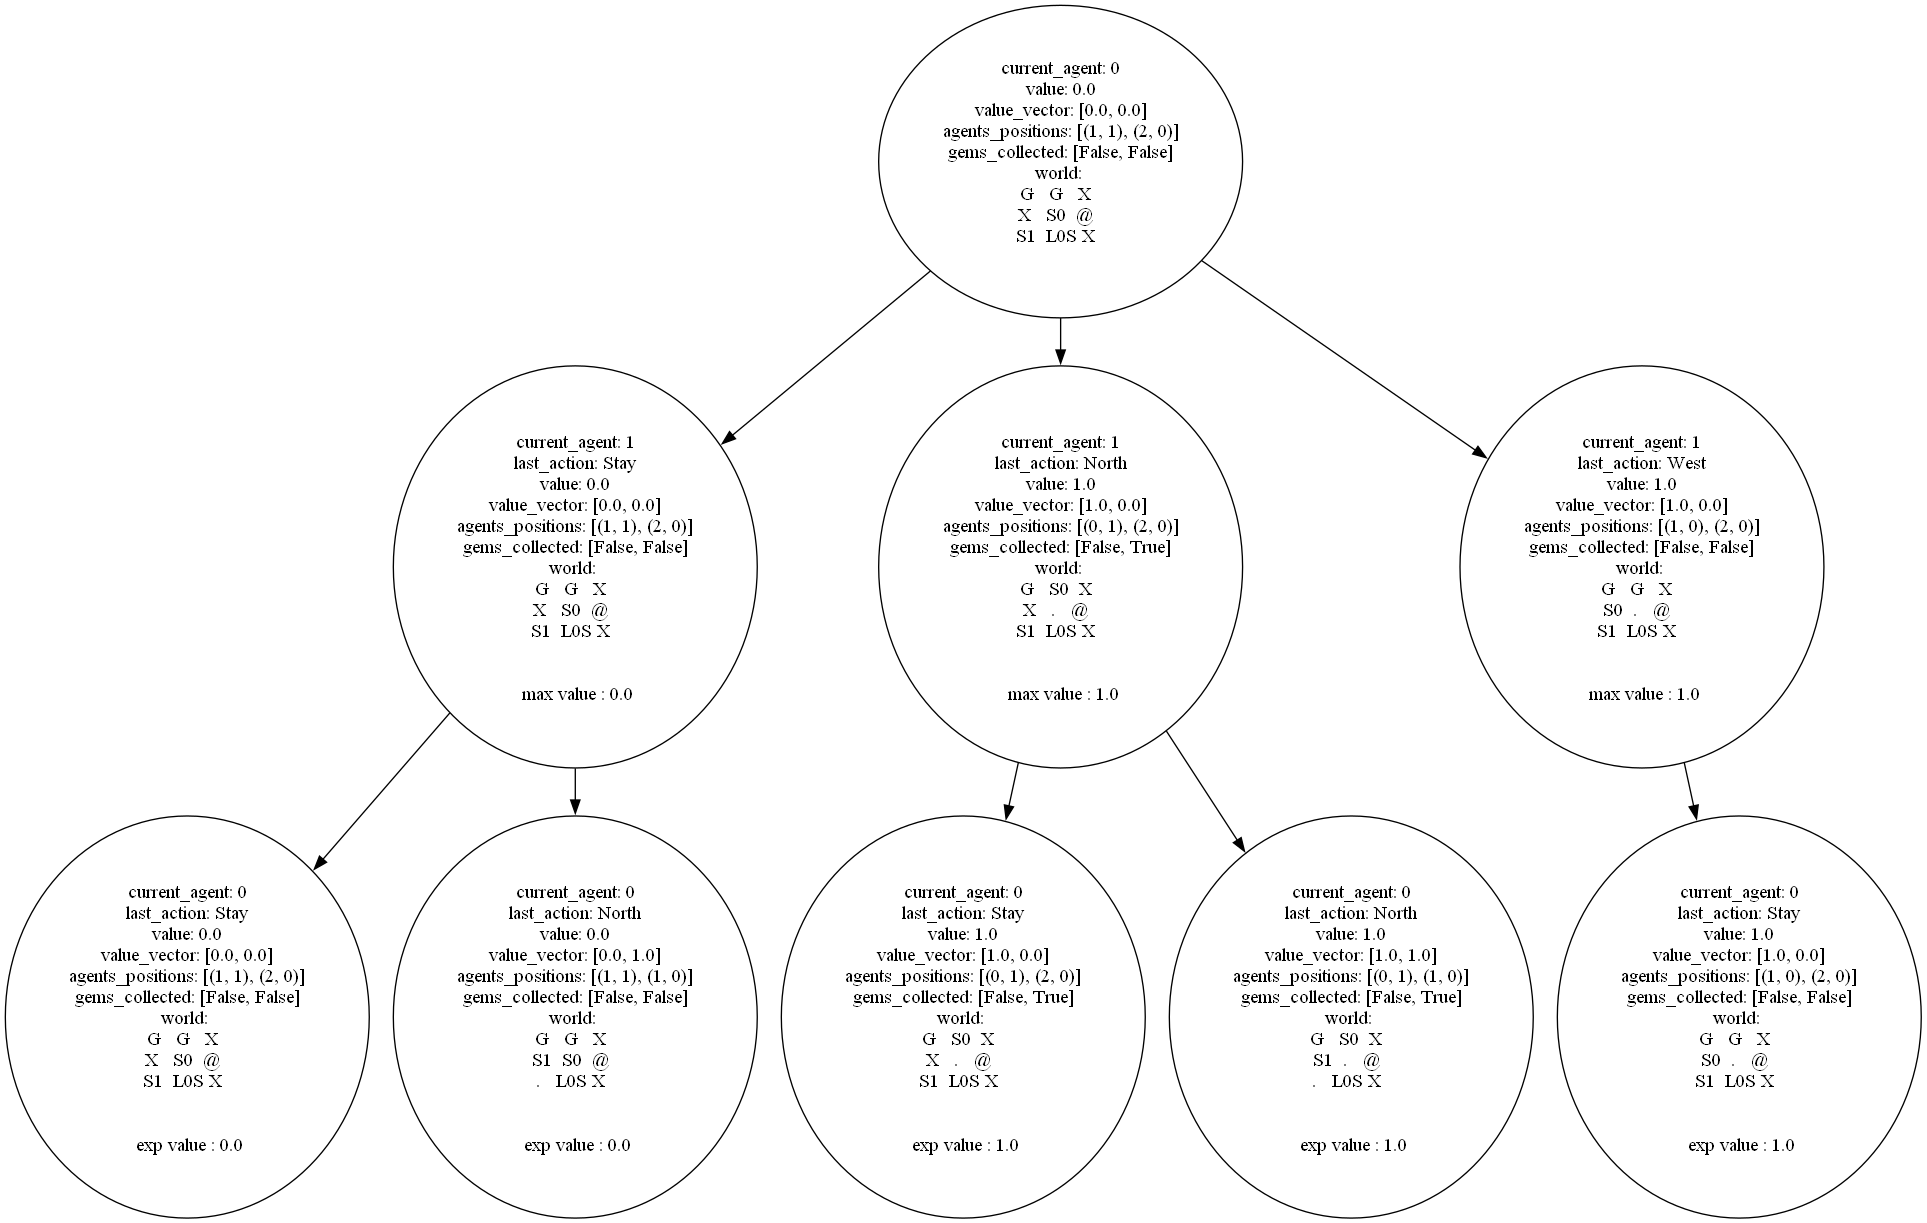 current_agent: 0
value: 0.0
value_vector: [0.0, 0.0]
agents_positions: [(1, 1), (2, 0)]
gems_collected: [False, False]
world:
G G X
X S0 @
S1 L0S X
current_agent: 1
last_action: Stay
value: 0.0
value_vector: [0.0, 0.0]
agents_positions: [(1, 1), (2, 0)]
gems_collected: [False, False]
world:
G G X
X S0 @
S1 L0S X
max value : 0.0
current_agent: 1
last_action: North
value: 1.0
value_vector: [1.0, 0.0]
agents_positions: [(0, 1), (2, 0)]
gems_collected: [False, True]
world:
G S0 X
X . @
S1 L0S X
max value : 1.0
current_agent: 1
last_action: West
value: 1.0
value_vector: [1.0, 0.0]
agents_positions: [(1, 0), (2, 0)]
gems_collected: [False, False]
world:
G G X
S0 . @
S1 L0S X
max value : 1.0
current_agent: 0
last_action: Stay
value: 0.0
value_vector: [0.0, 0.0]
agents_positions: [(1, 1), (2, 0)]
gems_collected: [False, False]
world:
G G X
X S0 @
S1 L0S X
exp value : 0.0
current_agent: 0
last_action: North
value: 0.0
value_vector: [0.0, 1.0]
agents_positions: [(1, 1), (1, 0)]
gems_collected: [False, False]
world:
G G X
S1 S0 @
. L0S X
exp value : 0.0
current_agent: 0
last_action: Stay
value: 1.0
value_vector: [1.0, 0.0]
agents_positions: [(0, 1), (2, 0)]
gems_collected: [False, True]
world:
G S0 X
X . @
S1 L0S X
exp value : 1.0
current_agent: 0
last_action: North
value: 1.0
value_vector: [1.0, 1.0]
agents_positions: [(0, 1), (1, 0)]
gems_collected: [False, True]
world:
G S0 X
S1 . @
. L0S X
exp value : 1.0
current_agent: 0
last_action: Stay
value: 1.0
value_vector: [1.0, 0.0]
agents_positions: [(1, 0), (2, 0)]
gems_collected: [False, False]
world:
G G X
S0 . @
S1 L0S X
exp value : 1.0